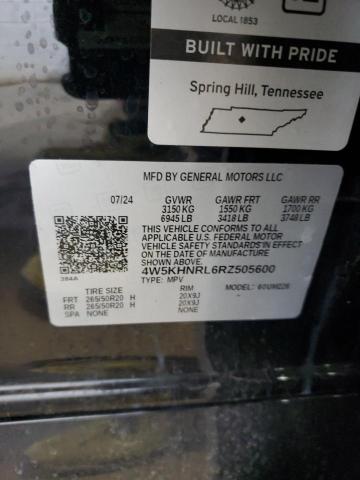 LOCAL 1853
BUILT WITH PRIDE
Spring Hill, Tennessee
MFD BY GENERAL MOTORS LLC
07/24 GVWR GAWR FRT GAWR RR
3150 KG 1550 KG 1700 KG
6945 LB 3418 LB 3748 LB
THIS VEHICLE CONFORMS TO ALL
APPLICABLE U.S. FEDERAL MOTOR
VEHICLE SAFETY STANDARDS IN EFFECT ON
THE DATE OF MANUFACTURE SHOWN ABOVE.
4W5KHNRL6RZ505600
384A TYPE: MPV
TIRE SIZE RIM MODEL: 6UM226
FRT 265/50R20 H 20X9J
RR 265/50R20 H 20X9J
SPA NONE NONE